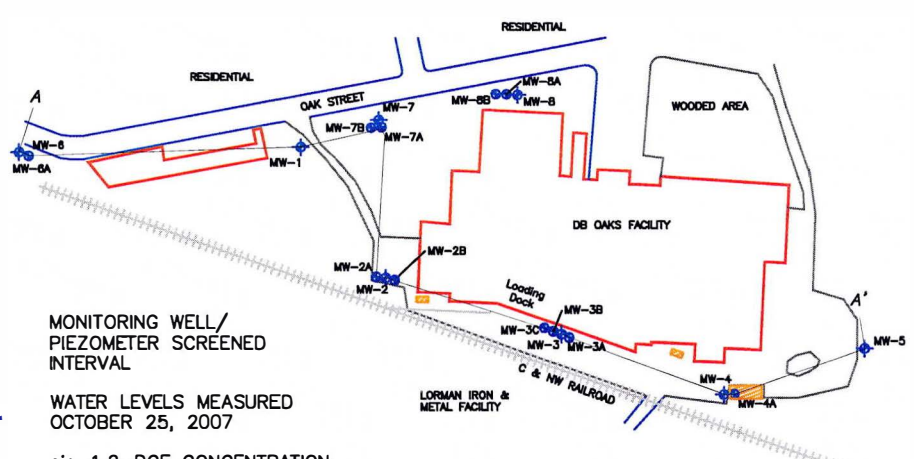 RESIDENTIAL
RESIDENTIAL
OAK STREET
WOODED AREA
A
MW-6
MW-6A
MW-1
MW-7
MW-7B
MW-7A
MW-8A
MW-8B
MW-8
DB OAKS FACILITY
MW-2A
MW-2B
MW-2
Loading
Dock
MW-3B
MW-3C
MW-3
MW-3A
A'
MW-5
MW-4
MW-4A
C & NW RAILROAD
LORMAN IRON &
METAL FACILITY
MONITORING WELL/
PIEZOMETER SCREENED
INTERVAL
WATER LEVELS MEASURED
OCTOBER 25, 2007